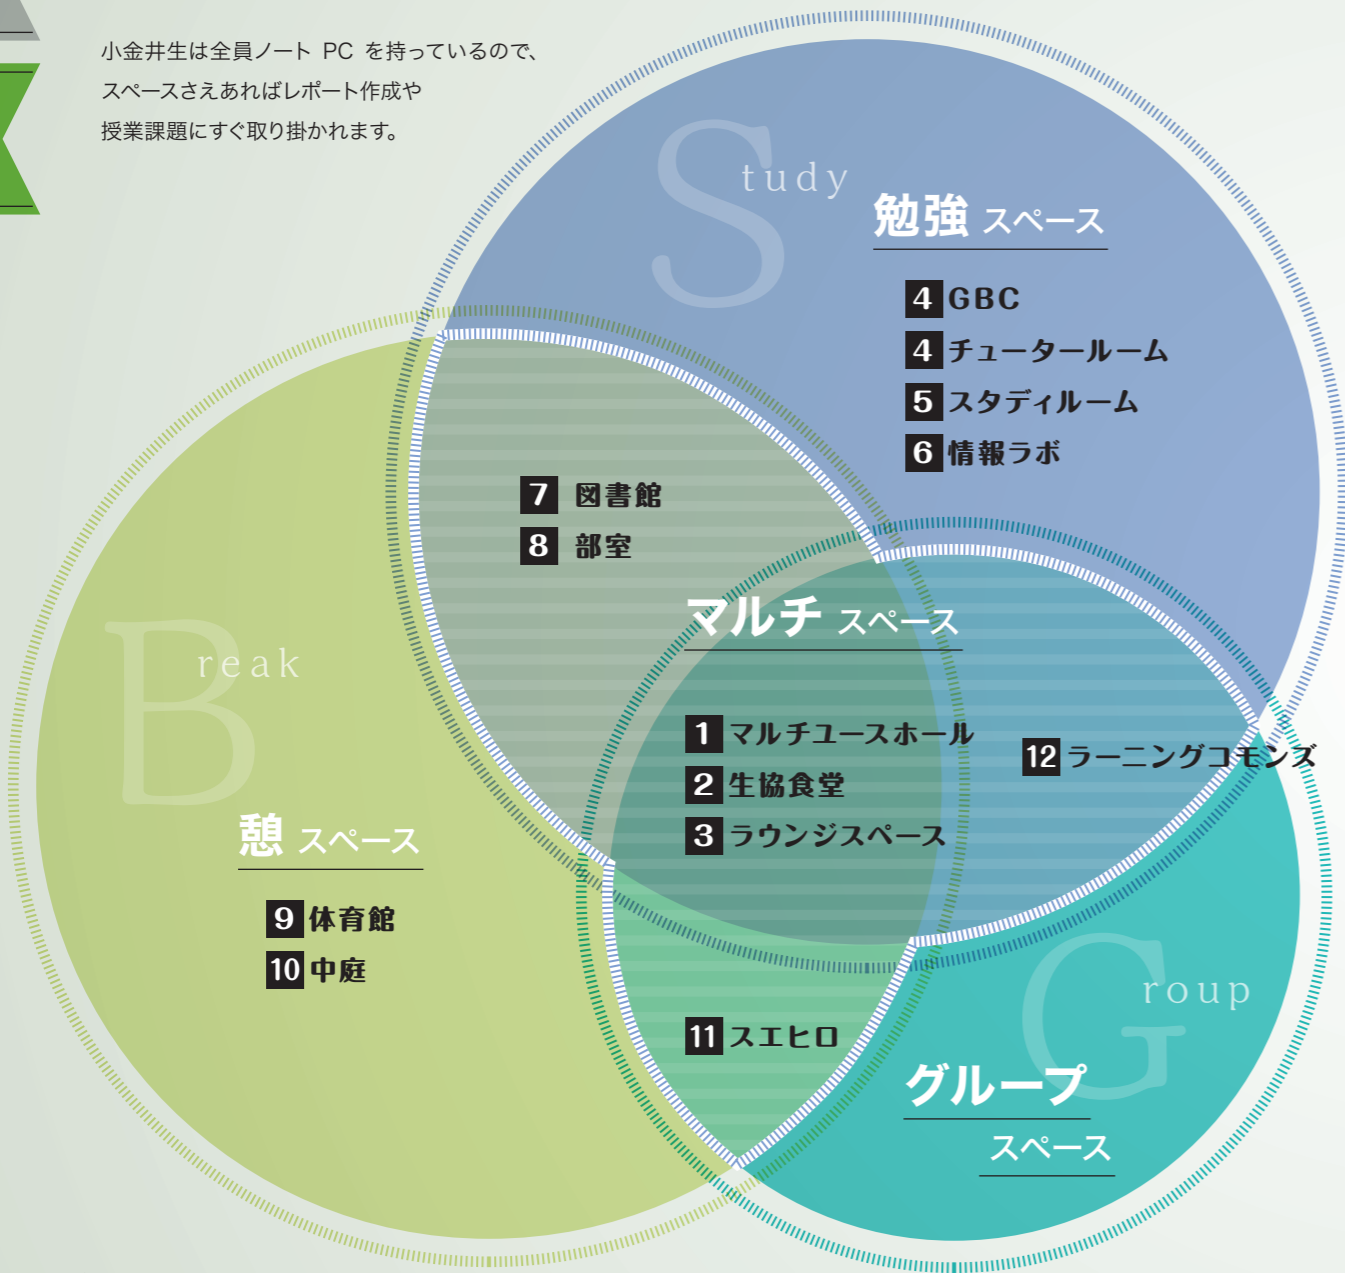 小金井生は全員ノート PC を持っているので、
スペースさえあればレポート作成や
授業課題にすぐ取り掛かれます。
Study
勉強 スペース
4 GBC
4 チュータールーム
5 スタディルーム
6 情報ラボ
7 図書館
8 部室
マルチ スペース
1 マルチユースホール
2 生協食堂
3 ラウンジスペース
12 ラーニングコモンズ
Break
憩 スペース
9 体育館
10 中庭
11 スエヒロ
Group
グループ
スペース